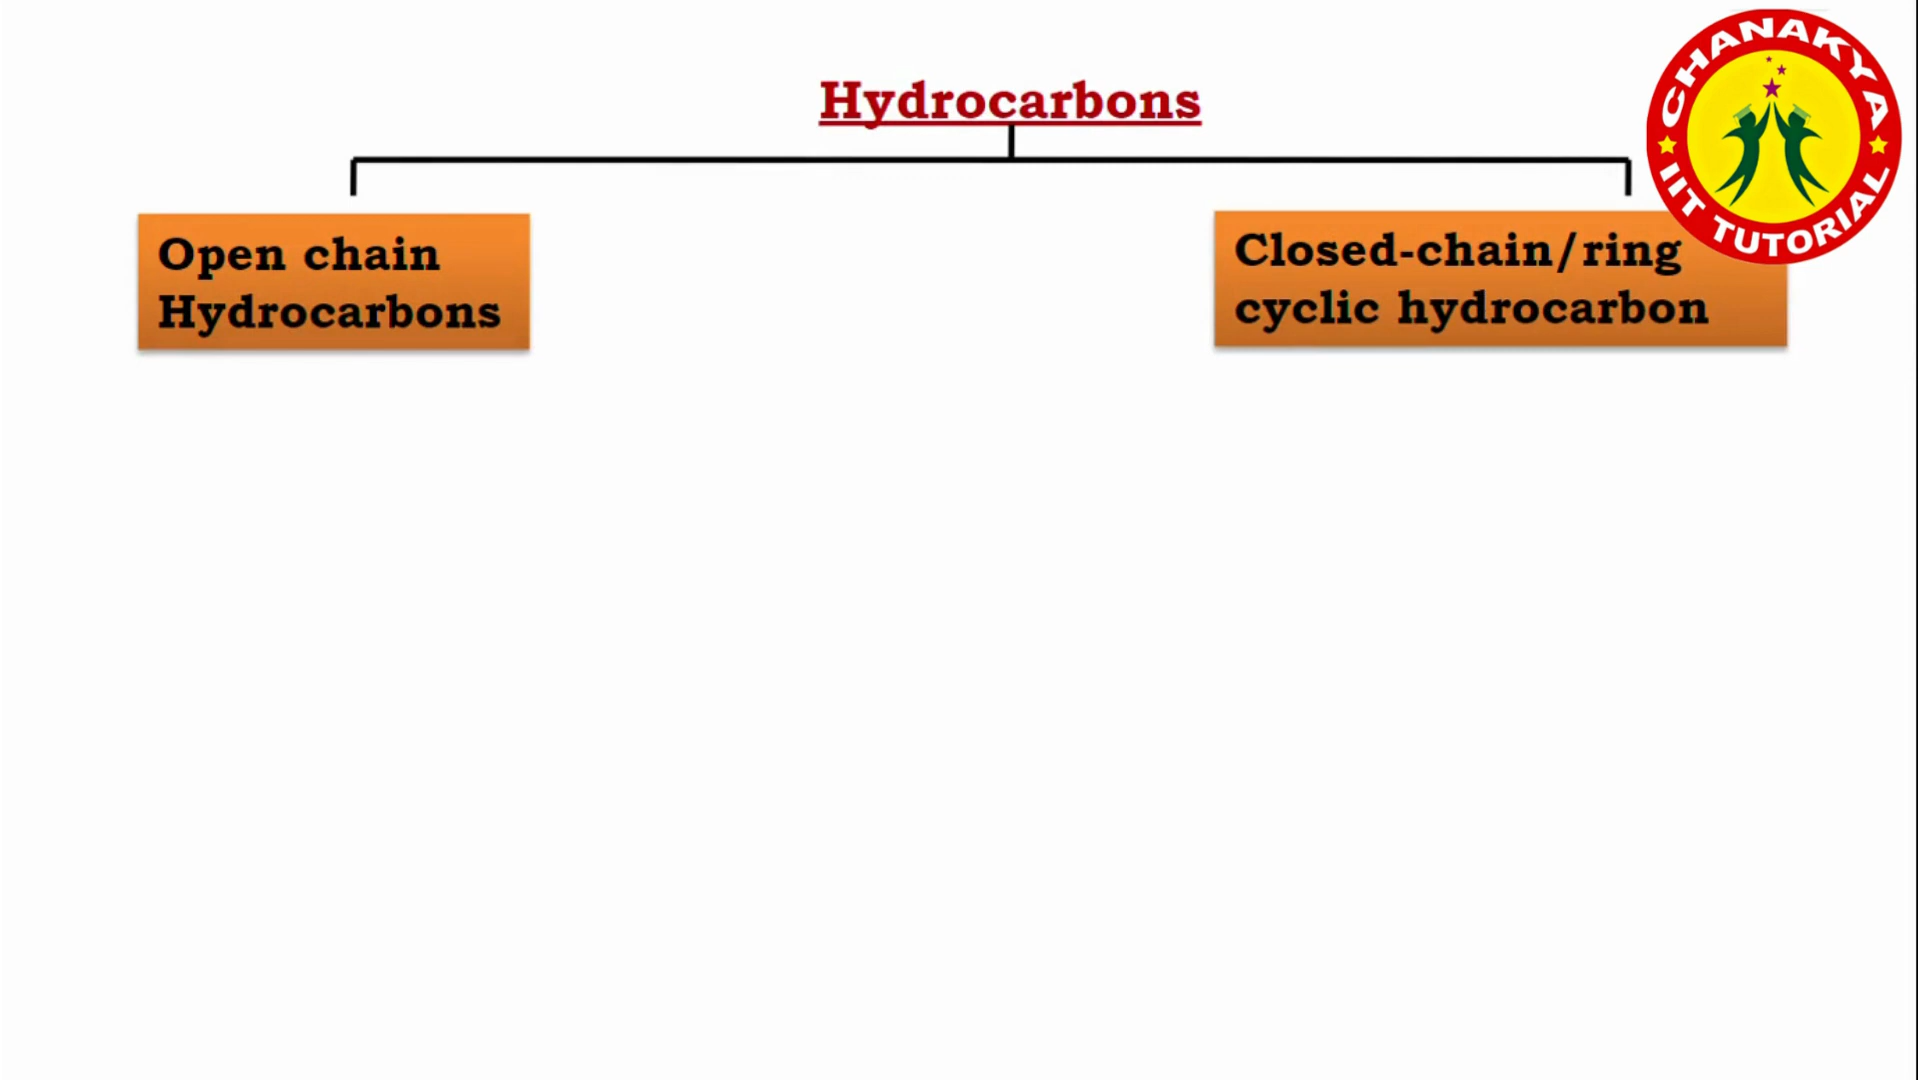 Hydrocarbons
CHANAKYA
IIT TUTORIAL
Open chain
Hydrocarbons
Closed-chain/ring
cyclic hydrocarbon